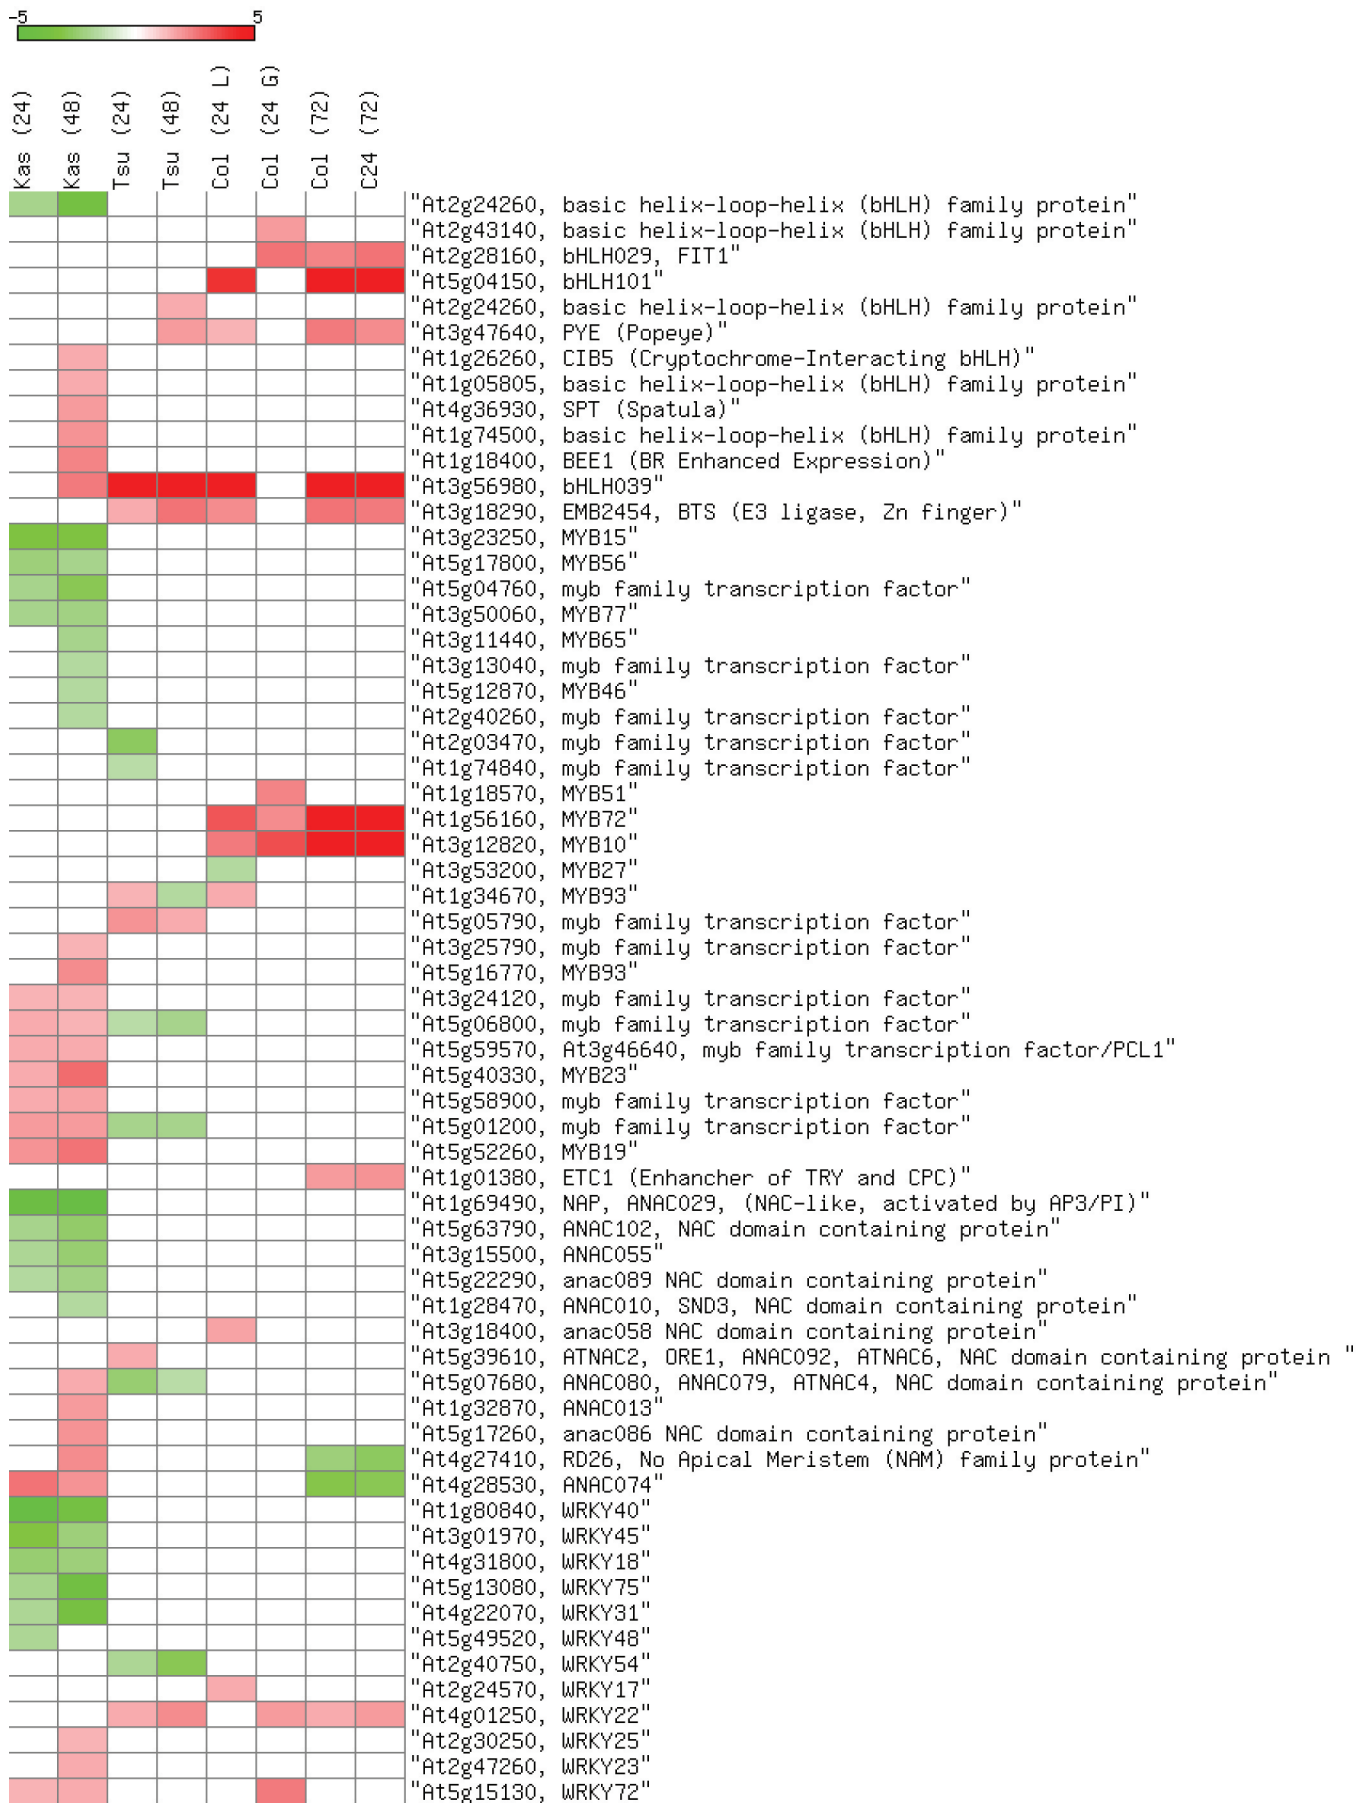 -5 5
Kas (24)
Kas (48)
Tsu (24)
Tsu (48)
Col (24 L)
Col (24 G)
Col (72)
C24 (72)
"At2g24260, basic helix-loop-helix (bHLH) family protein"
"At2g43140, basic helix-loop-helix (bHLH) family protein"
"At2g28160, bHLH029, FIT1"
"At5g04150, bHLH101"
"At2g24260, basic helix-loop-helix (bHLH) family protein"
"At3g47640, PYE (Popeye)"
"At1g26260, CIB5 (Cryptochrome-Interacting bHLH)"
"At1g05805, basic helix-loop-helix (bHLH) family protein"
"At4g36930, SPT (Spatula)"
"At1g74500, basic helix-loop-helix (bHLH) family protein"
"At1g18400, BEE1 (BR Enhanced Expression)"
"At3g56980, bHLH039"
"At3g18290, EMB2454, BTS (E3 ligase, Zn finger)"
"At3g23250, MYB15"
"At5g17800, MYB56"
"At5g04760, myb family transcription factor"
"At3g50060, MYB77"
"At3g11440, MYB65"
"At3g13040, myb family transcription factor"
"At5g12870, MYB46"
"At2g40260, myb family transcription factor"
"At2g03470, myb family transcription factor"
"At1g74840, myb family transcription factor"
"At1g18570, MYB51"
"At1g56160, MYB72"
"At3g12820, MYB10"
"At3g53200, MYB27"
"At1g34670, MYB93"
"At5g05790, myb family transcription factor"
"At3g25790, myb family transcription factor"
"At5g16770, MYB93"
"At3g24120, myb family transcription factor"
"At5g06800, myb family transcription factor"
"At5g59570, At3g46640, myb family transcription factor/PCL1"
"At5g40330, MYB23"
"At5g58900, myb family transcription factor"
"At5g01200, myb family transcription factor"
"At5g52260, MYB19"
"At1g01380, ETC1 (Enhancher of TRY and CPC)"
"At1g69490, NAP, ANAC029, (NAC-like, activated by AP3/PI)"
"At5g63790, ANAC102, NAC domain containing protein"
"At3g15500, ANAC055"
"At5g22290, anac089 NAC domain containing protein"
"At1g28470, ANAC010, SND3, NAC domain containing protein"
"At3g18400, anac058 NAC domain containing protein"
"At5g39610, ATNAC2, ORE1, ANAC092, ATNAC6, NAC domain containing protein "
"At5g07680, ANAC080, ANAC079, ATNAC4, NAC domain containing protein"
"At1g32870, ANAC013"
"At5g17260, anac086 NAC domain containing protein"
"At4g27410, RD26, No Apical Meristem (NAM) family protein"
"At4g28530, ANAC074"
"At1g80840, WRKY40"
"At3g01970, WRKY45"
"At4g31800, WRKY18"
"At5g13080, WRKY75"
"At4g22070, WRKY31"
"At5g49520, WRKY48"
"At2g40750, WRKY54"
"At2g24570, WRKY17"
"At4g01250, WRKY22"
"At2g30250, WRKY25"
"At2g47260, WRKY23"
"At5g15130, WRKY72"